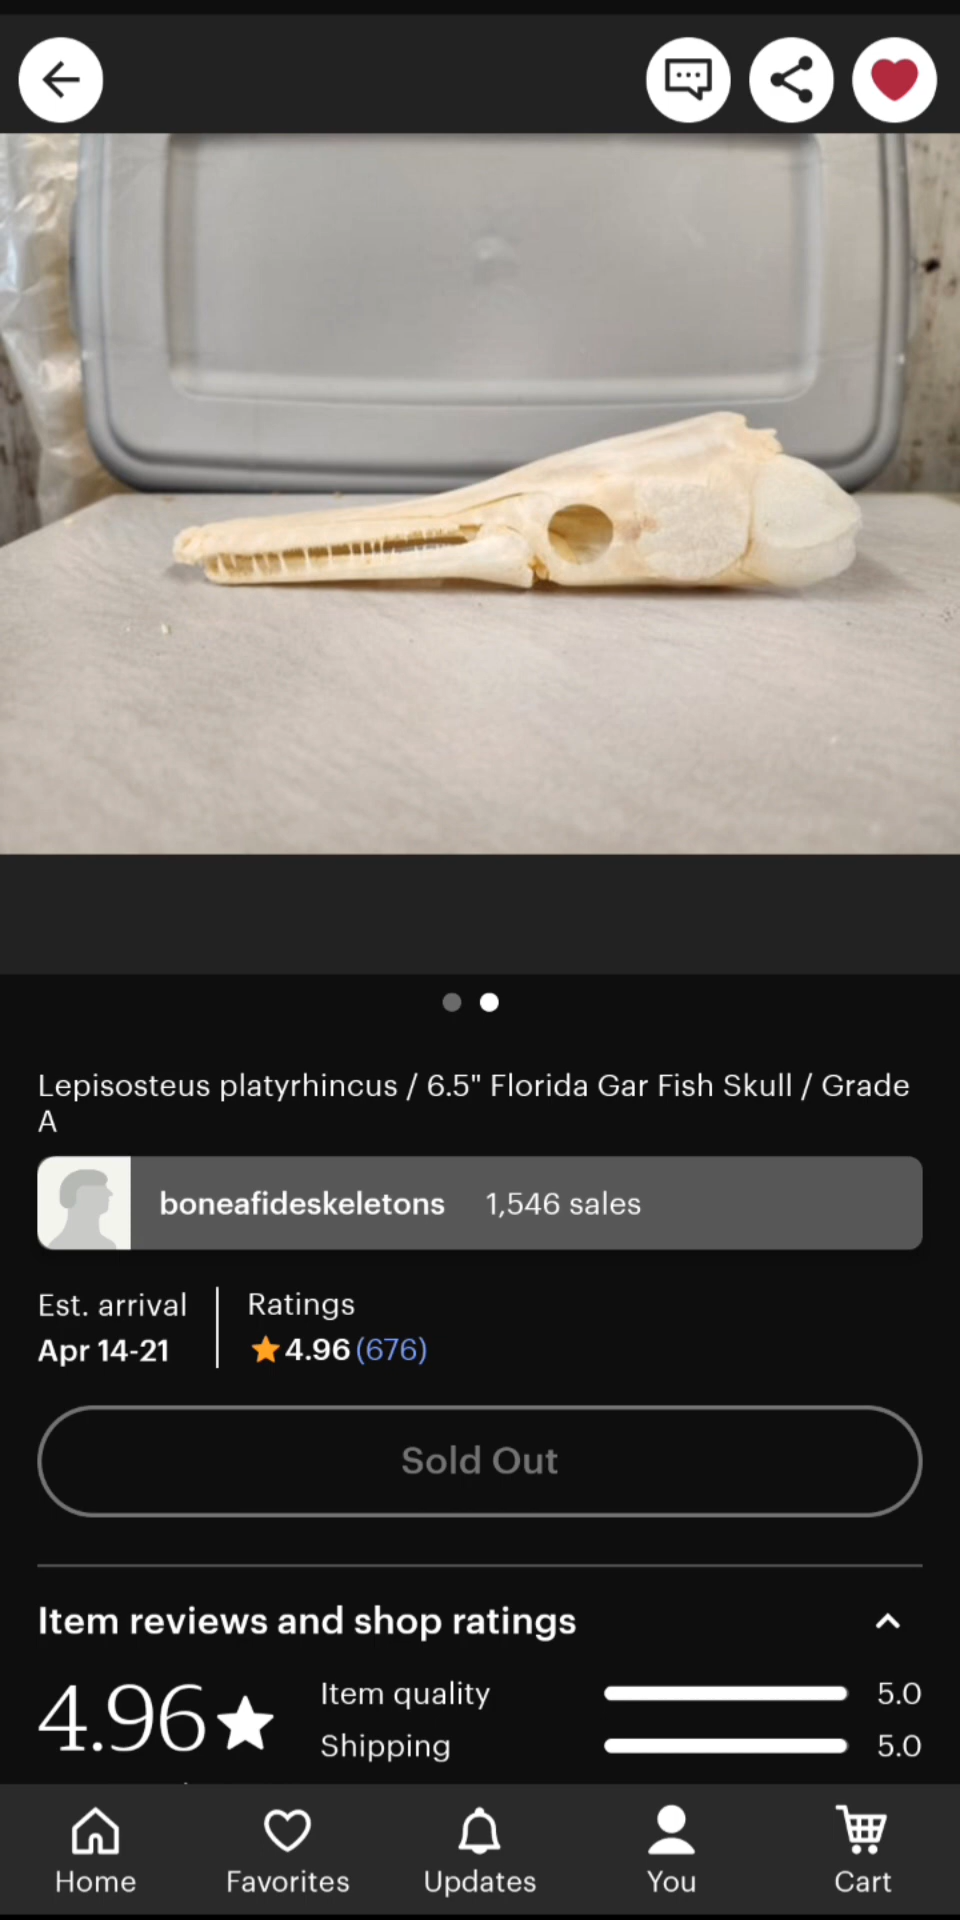 Lepisosteus platyrhincus / 6.5" Florida Gar Fish Skull / Grade
A
boneafideskeletons 1,546 sales
Est. arrival
Apr 14-21
Ratings
4.96 (676)
Sold Out
Item reviews and shop ratings
4.96
Item quality 5.0
Shipping 5.0
Home Favorites Updates You Cart